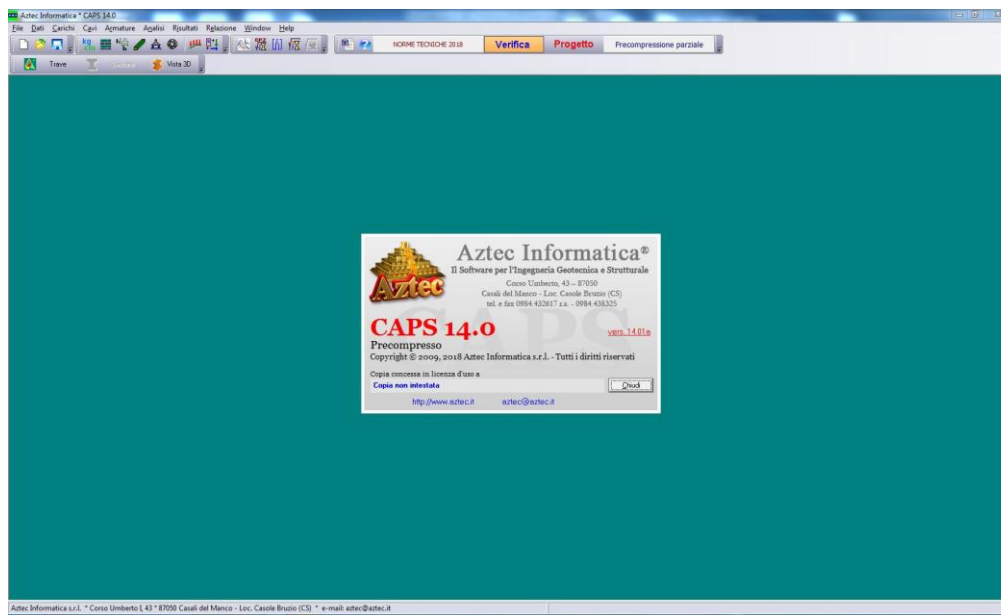 Aztec Informatica * CAPS 14.0
File Dati Carichi Cavi Armature Analisi Risultati Relazione Window Help
NORME TECNICHE 2018 Verifica Progetto Precompressione parziale
Trave Vista 3D
Aztec Informatica®
Il Software per l'Ingegneria Geotecnica e Strutturale
Corso Umberto, 43 – 87050
Casali del Manco - Loc. Casole Bruzio (CS)
tel. e fax 0984.432617 r.a. - 0984.438325
Aztec
CAPS 14.0
vers. 14.01a
Precompresso
Copyright © 2009, 2018 Aztec Informatica s.r.l. - Tutti i diritti riservati
Copia concessa in licenza d'uso a
Copia non intestata
Chiudi
http://www.aztec.it aztec@aztec.it
Aztec Informatica s.r.l. * Corso Umberto I, 43 * 87050 Casali del Manco - Loc. Casole Bruzio (CS) * e-mail: aztec@aztec.it